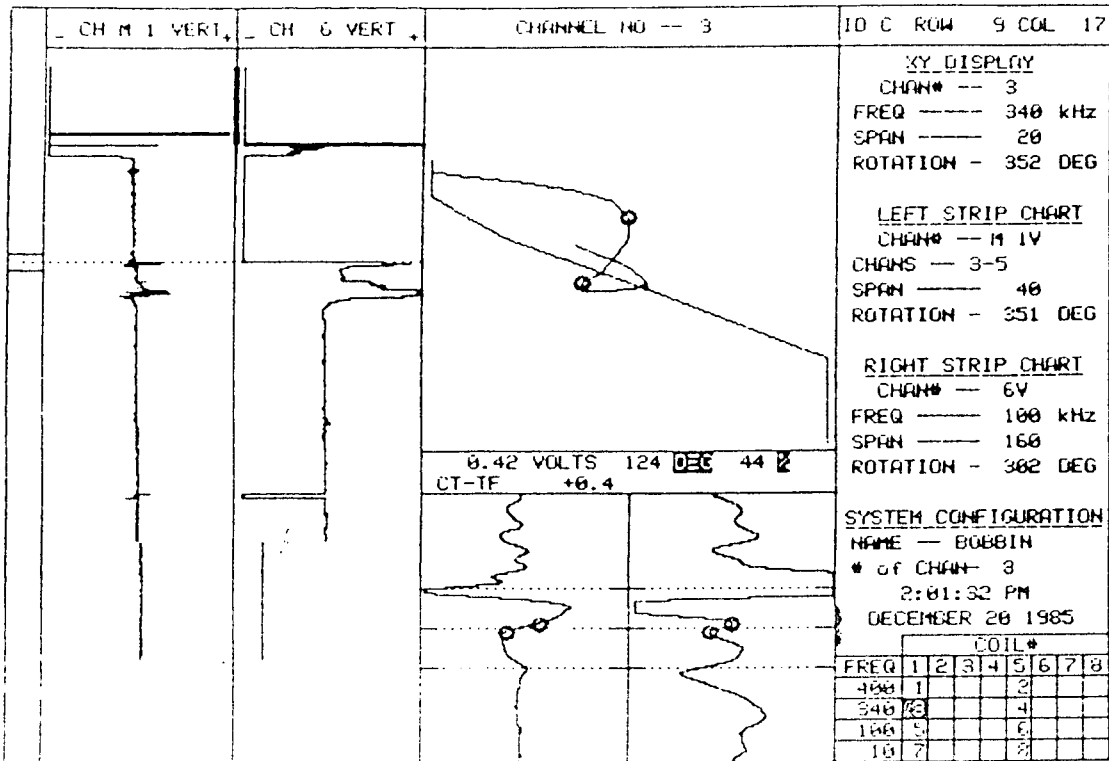 _ CH M 1 VERT + _ CH 6 VERT + CHANNEL NO -- 3 ID C ROW 9 COL 17
XY DISPLAY
CHAN# -- 3
FREQ ---- 340 kHz
SPAN ---- 20
ROTATION - 352 DEG
LEFT STRIP CHART
CHAN# -- M 1V
CHANS -- 3-5
SPAN ---- 40
ROTATION - 351 DEG
RIGHT STRIP CHART
CHAN# -- 6V
FREQ ---- 100 kHz
SPAN ---- 160
ROTATION - 302 DEG
0.42 VOLTS 124 DEG 44 %
CT-TF +0.4
SYSTEM CONFIGURATION
NAME -- BOBBIN
# of CHAN- 3
2:01:32 PM
DECEMBER 20 1985
COIL#
FREQ 1 2 3 4 5 6 7 8
400 1 2
340 3 4
100 5 6
10 7 8